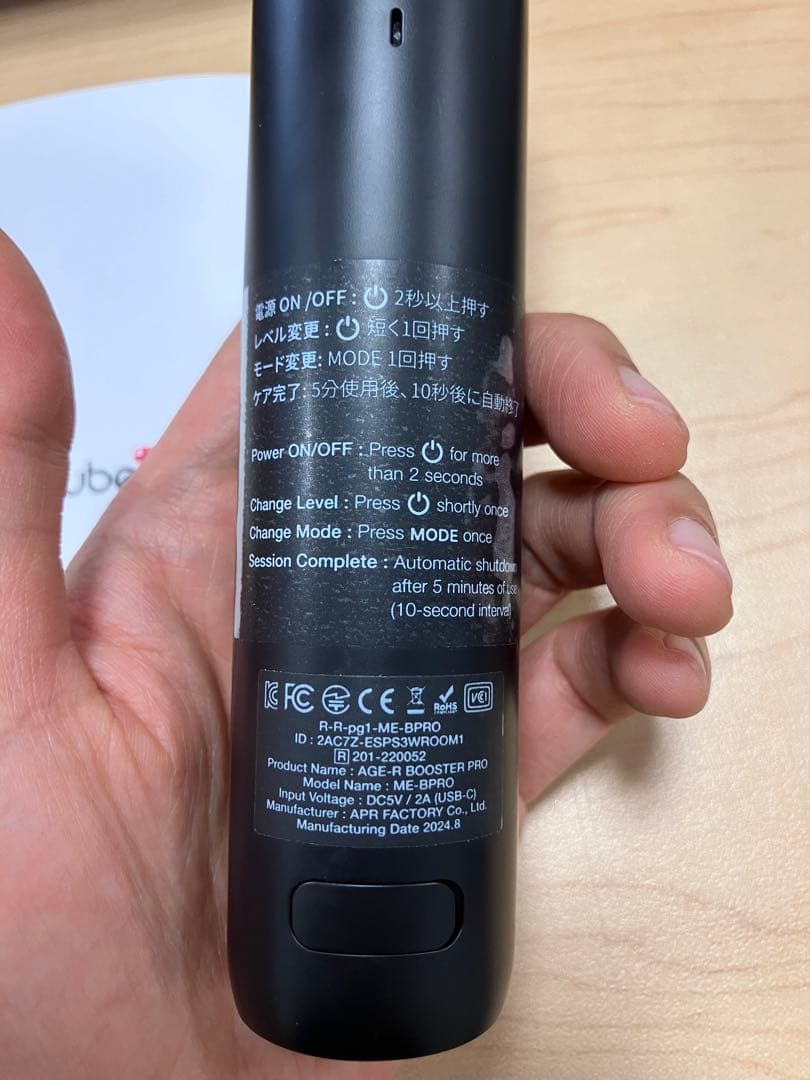 電源 ON /OFF : 2秒以上押す
レベル変更 : 短く1回押す
モード変更: MODE 1回押す
ケア完了: 5分使用後、10秒後に自動終了
Power ON/OFF : Press for more
than 2 seconds
Change Level : Press shortly once
Change Mode : Press MODE once
Session Complete : Automatic shutdown
after 5 minutes of use
(10-second interval)
FCC CE RoHS VCI
R-R-pg1-ME-BPRO
ID : 2AC7Z-ESPS3WROOM1
R 201-220052
Product Name : AGE-R BOOSTER PRO
Model Name : ME-BPRO
Input Voltage : DC5V / 2A (USB-C)
Manufacturer : APR FACTORY Co., Ltd.
Manufacturing Date 2024.8